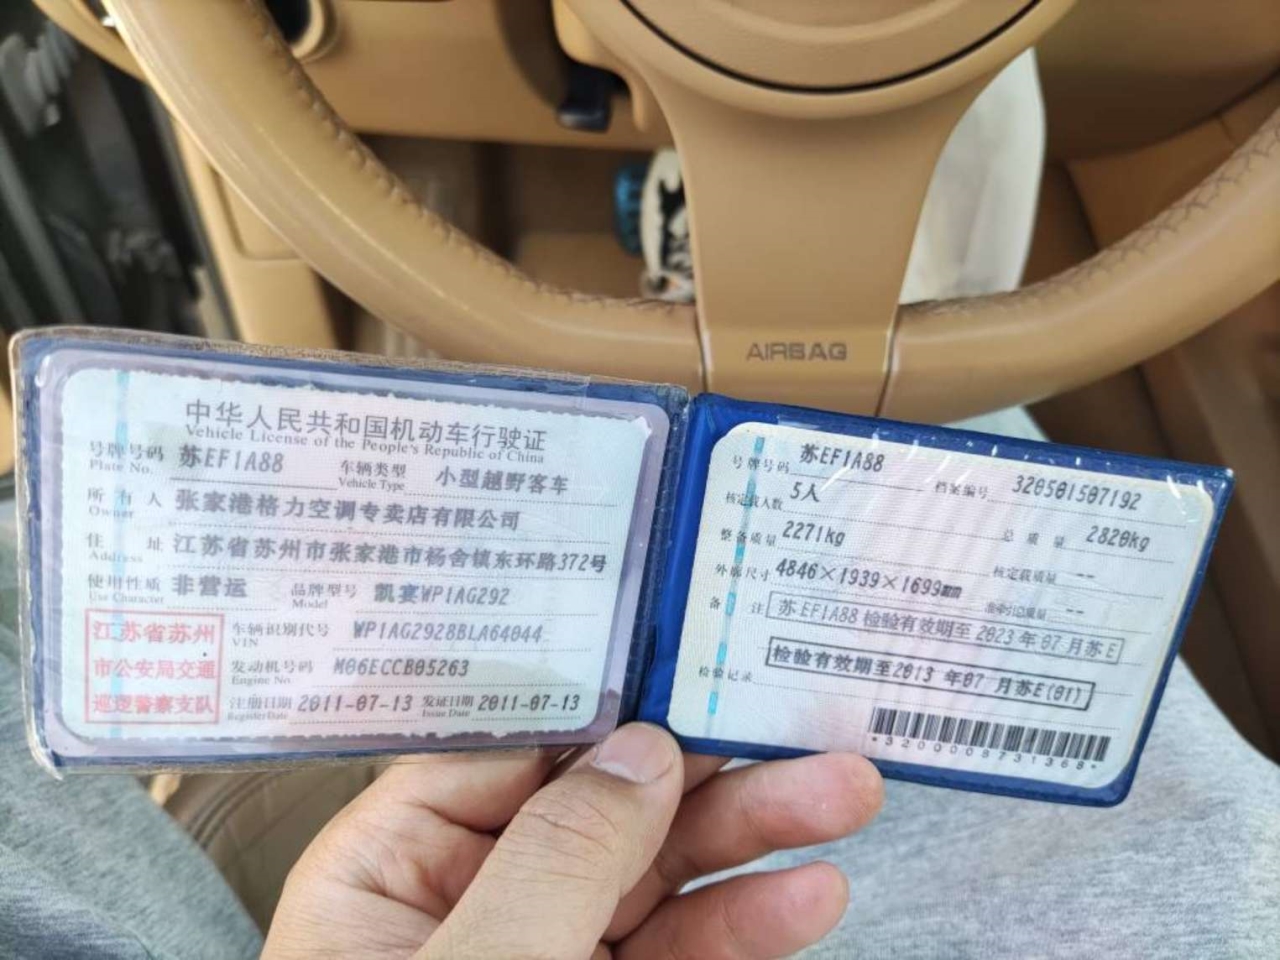 AIRBAG
中华人民共和国机动车行驶证
Vehicle License of the People's Republic of China
号牌号码 苏EF1A88 车辆类型 小型越野客车
Plate No. Vehicle Type
所有人 张家港格力空调专卖店有限公司
Owner
住址 江苏省苏州市张家港市杨舍镇东环路372号
Address
使用性质 非营运 品牌型号 凯宴WP1AG292
Use Character Model
江苏省苏州
市公安局交通
巡逻警察支队
车辆识别代号 WP1AG2928BLA64044
VIN
发动机号码 M06ECCB05263
Engine No.
注册日期 2011-07-13 发证日期 2011-07-13
Register Date Issue Date
号牌号码 苏EF1A88 档案编号 320501507192
核定载人数 5人 总质量 2820kg
整备质量 2271kg 核定载质量 --
外廓尺寸 4846×1939×1699mm 准牵引总质量 --
备注 苏EF1A88 检验有效期至 2023 年 07 月苏E
检验有效期至2013 年07 月苏E(01)
检验记录
*3200008731368*